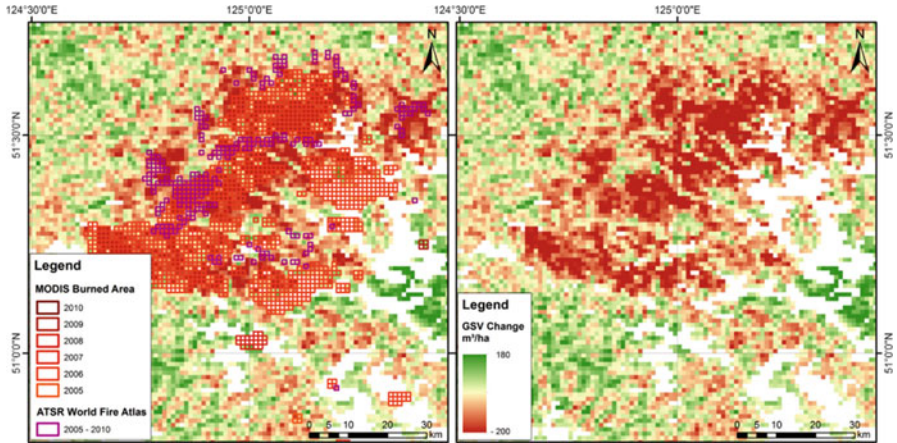 124°30'0"E
125°0'0"E
124°30'0"E
125°0'0"E
N
N
51°30'0"N
51°30'0"N
51°0'0"N
51°0'0"N
Legend
MODIS Burned Area
2010
2009
2008
2007
2006
2005
ATSR World Fire Atlas
2005 - 2010
0 5 10 20 30
km
Legend
GSV Change
m³/ha
180
- 200
0 5 10 20 30
km